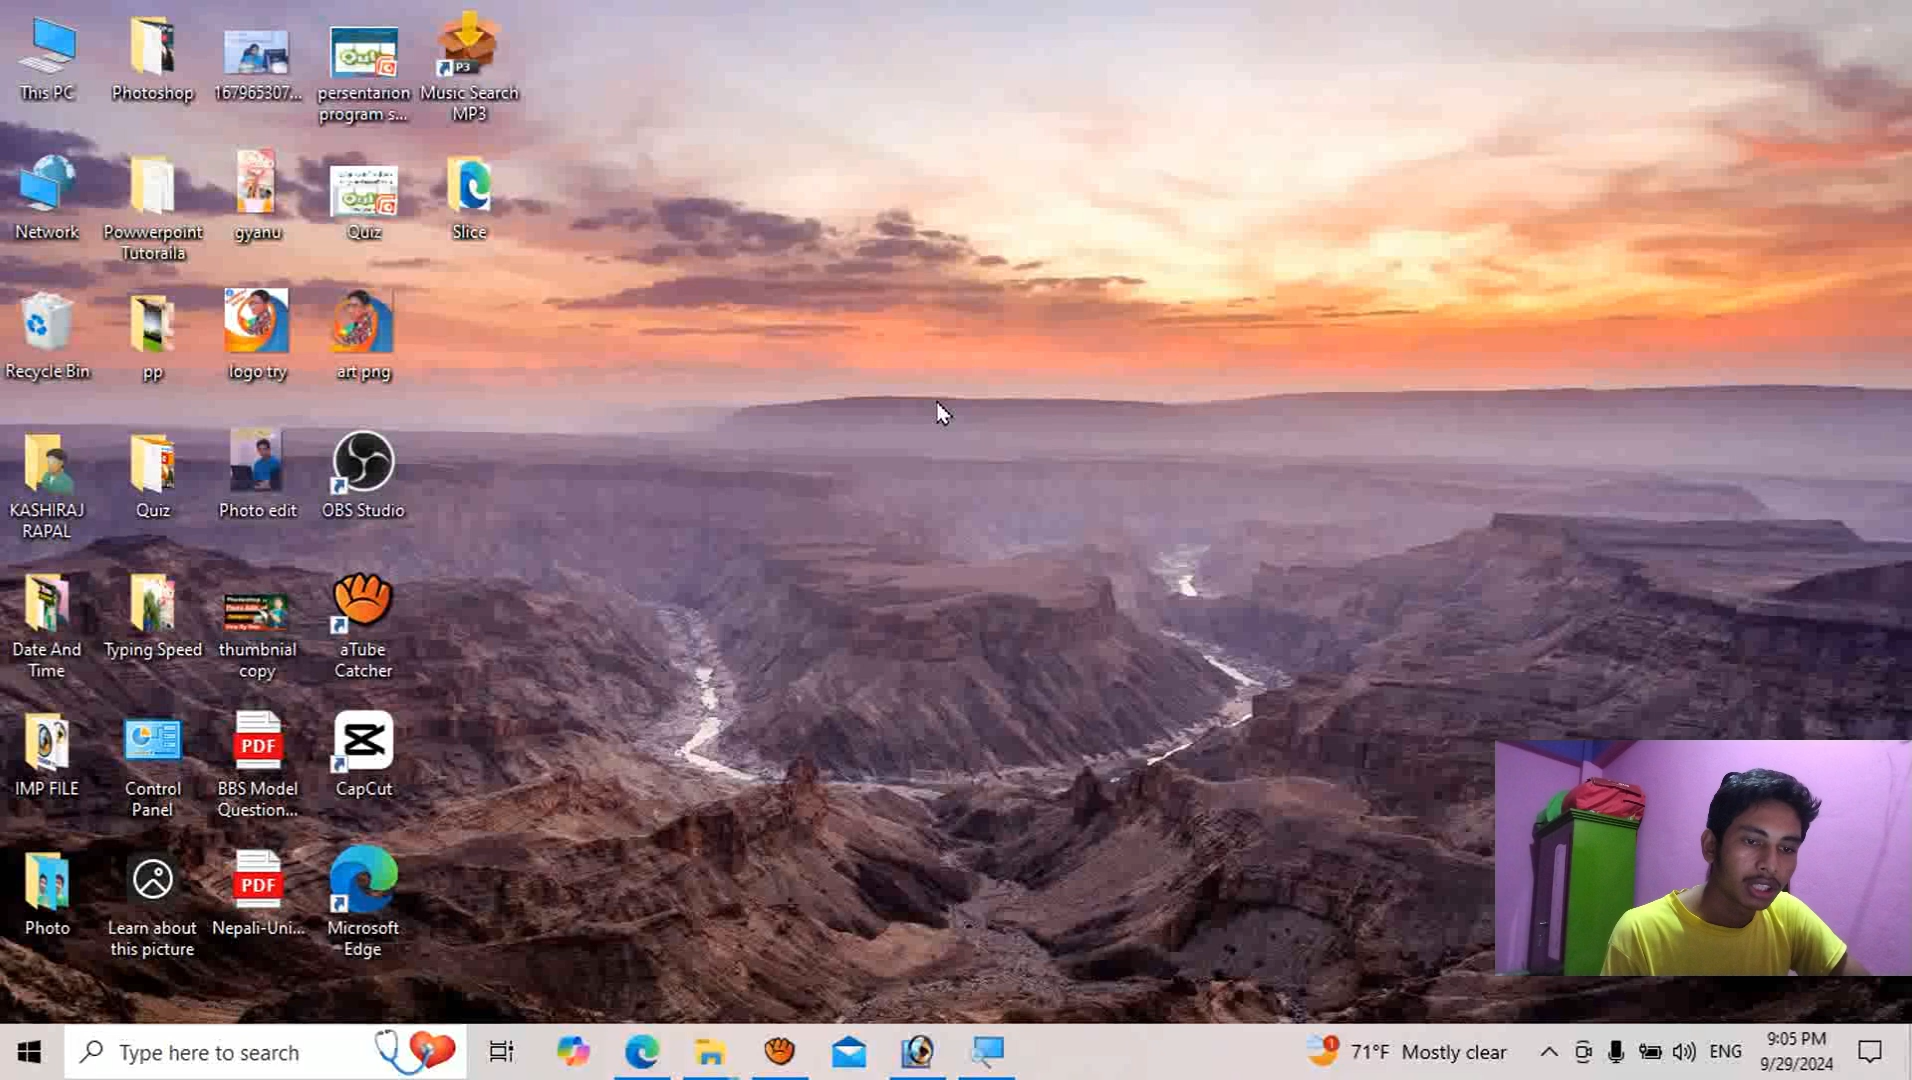 This PC
Photoshop
167965307...
persentarion
program s...
Music Search
MP3
Network
Powwerpoint
Tutoraila
gyanu
Quiz
Slice
Recycle Bin
pp
logo try
art png
KASHIRAJ
RAPAL
Quiz
Photo edit
OBS Studio
Date And
Time
Typing Speed
thumbnial
copy
aTube
Catcher
IMP FILE
Control
Panel
PDF
BBS Model
Question...
CapCut
Photo
Learn about
this picture
PDF
Nepali-Uni...
Microsoft
Edge
Type here to search
71°F Mostly clear
ENG
9:05 PM
9/29/2024